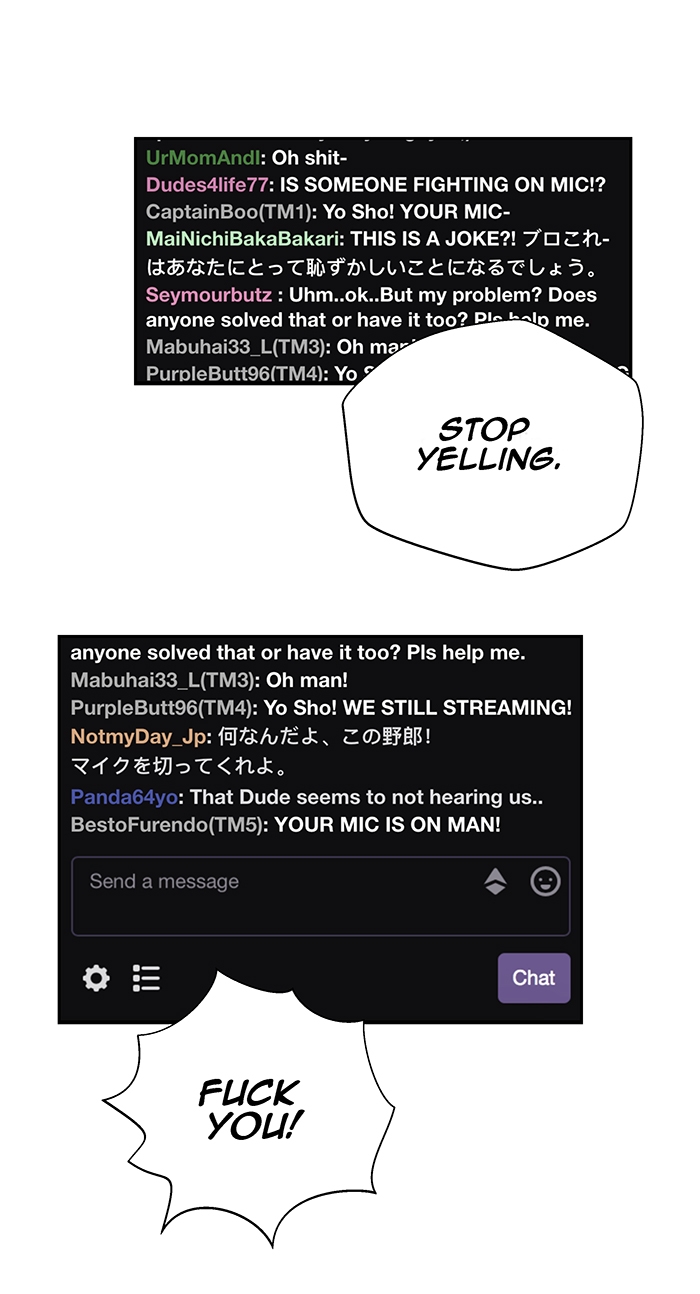 UrMomAndI: Oh shit-
Dudes4life77: IS SOMEONE FIGHTING ON MIC!?
CaptainBoo(TM1): Yo Sho! YOUR MIC-
MaiNichiBakaBakari: THIS IS A JOKE?! ブロこれ-
はあなたにとって恥ずかしいことになるでしょう。
Seymourbutz : Uhm..ok..But my problem? Does
anyone solved that or have it too? Pls help me.
Mabuhai33_L(TM3): Oh man!
PurpleButt96(TM4): Yo
STOP
YELLING.
anyone solved that or have it too? Pls help me.
Mabuhai33_L(TM3): Oh man!
PurpleButt96(TM4): Yo Sho! WE STILL STREAMING!
NotmyDay_Jp: 何なんだよ、この野郎!
マイクを切ってくれよ。
Panda64yo: That Dude seems to not hearing us..
BestoFurendo(TM5): YOUR MIC IS ON MAN!
Send a message
Chat
FUCK
YOU!